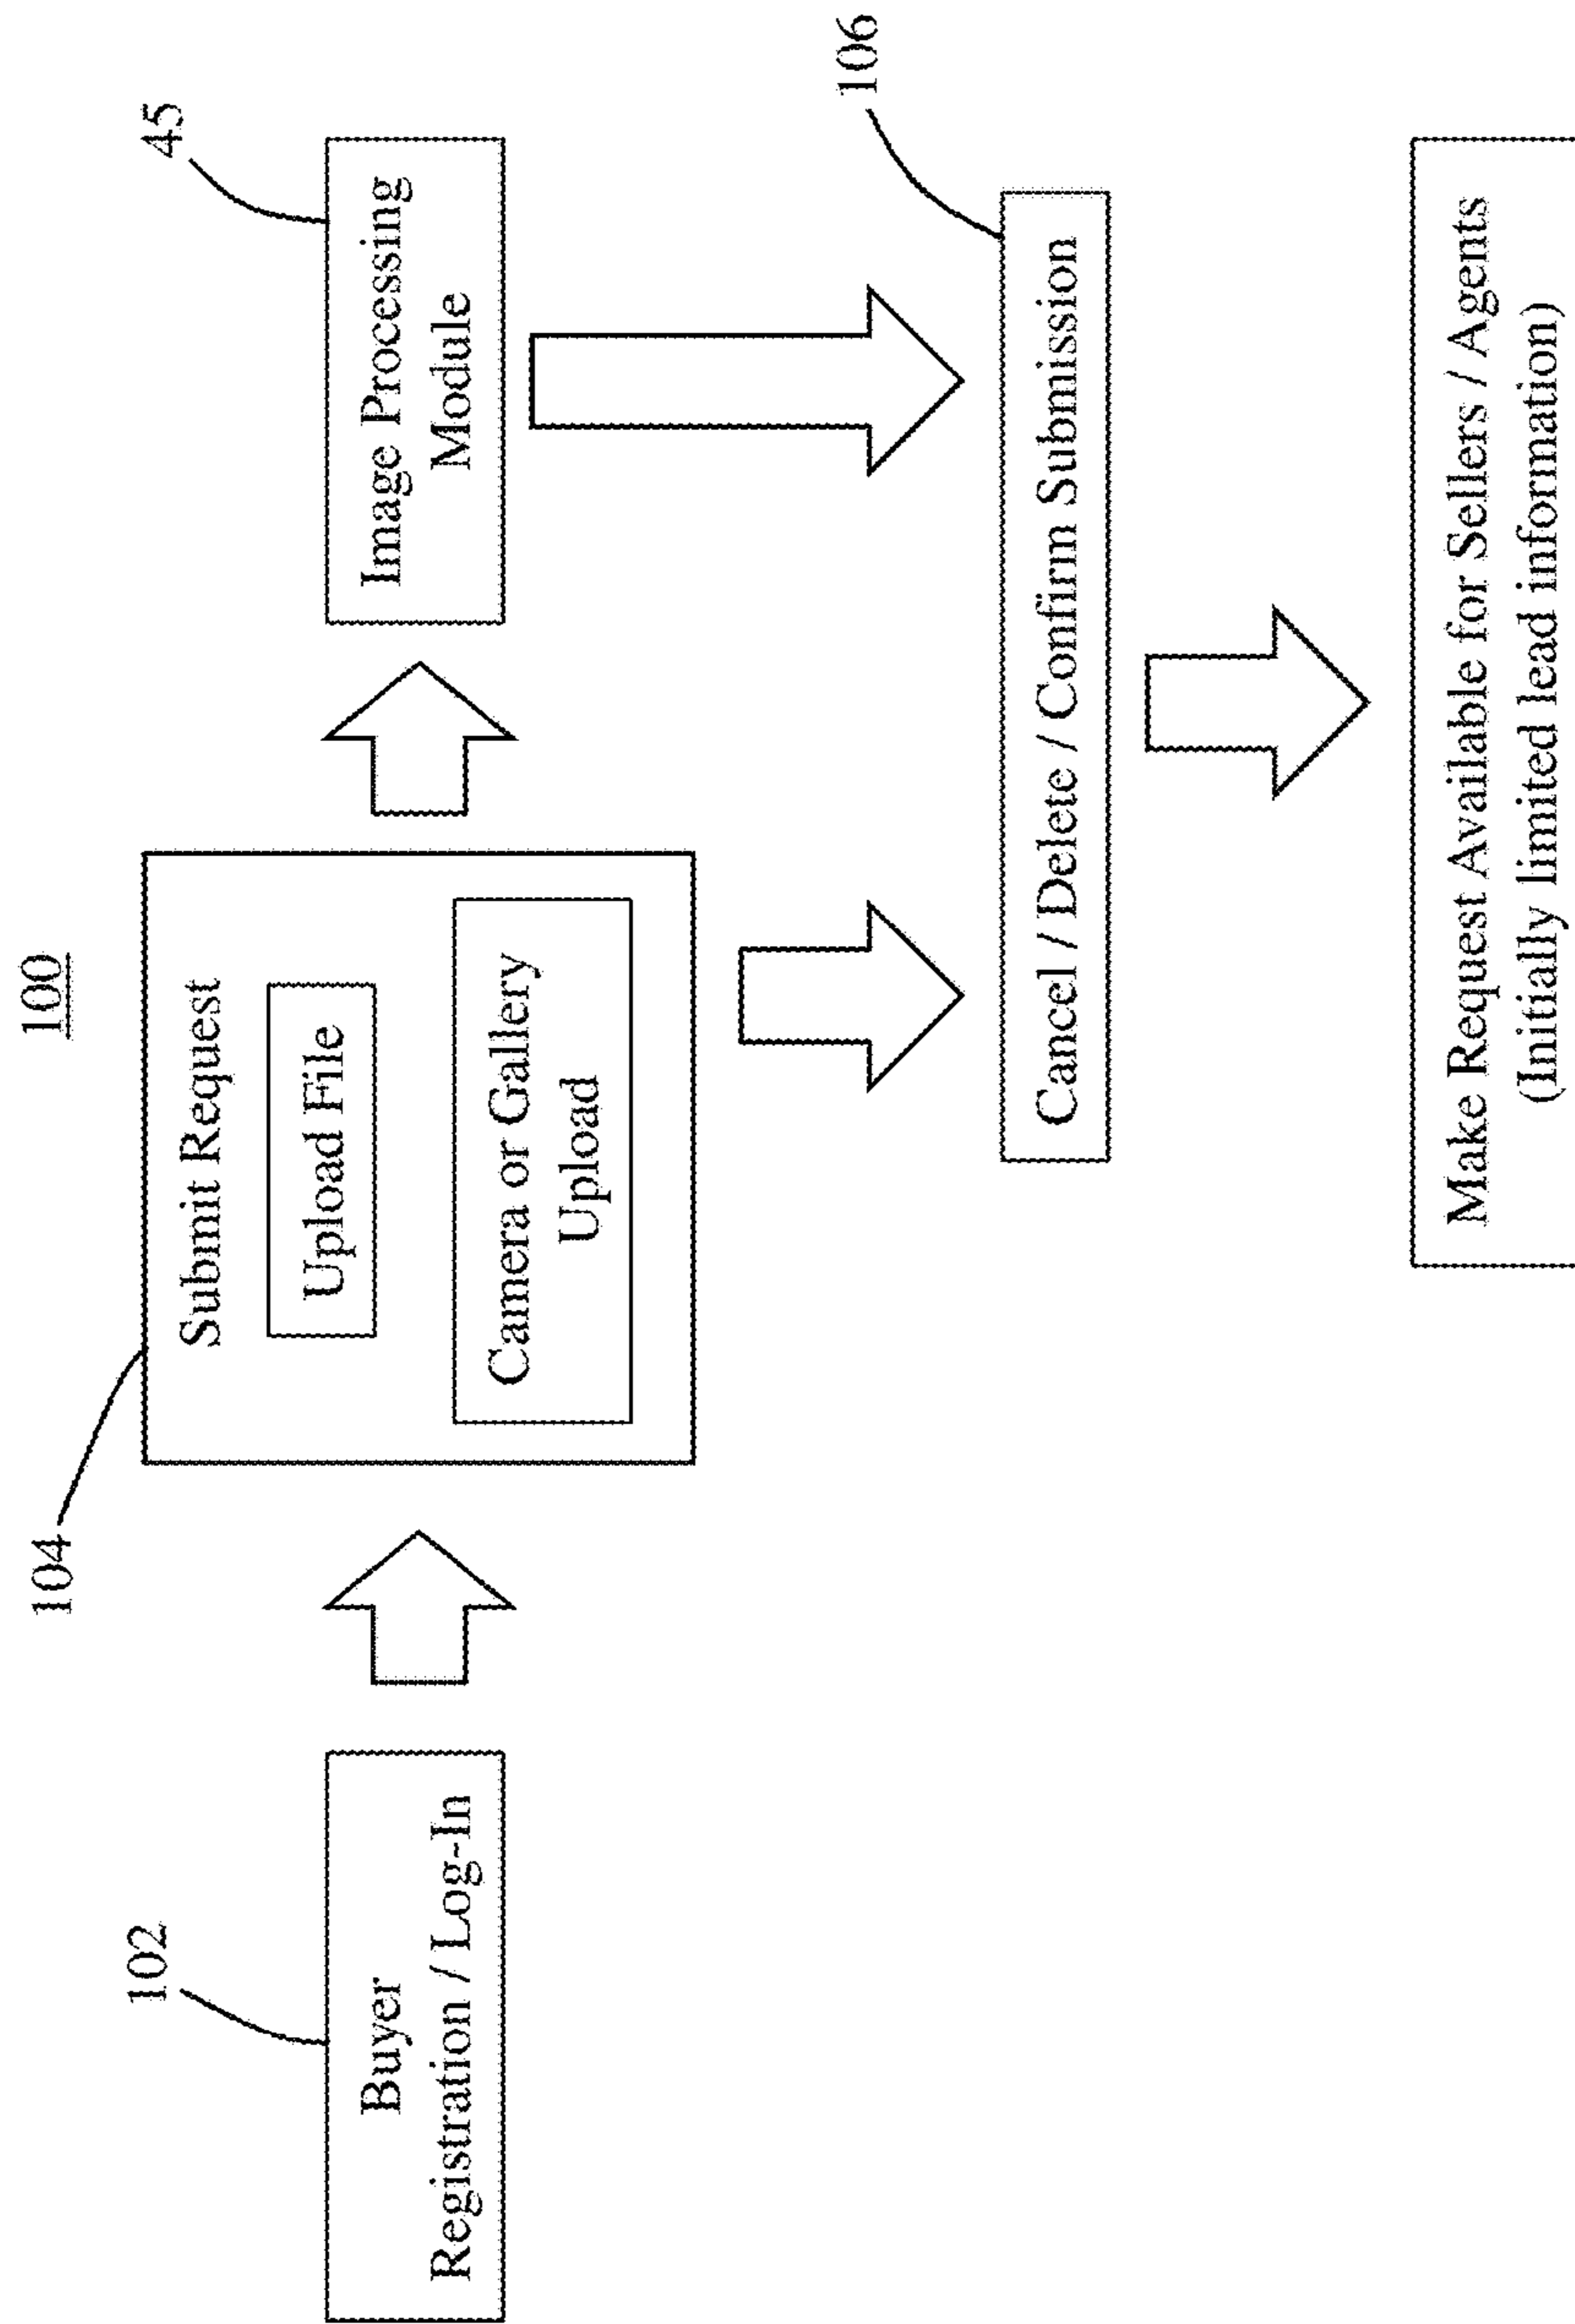 100
102
Buyer
Registration / Log-In
104
Submit Request
Upload File
Camera or Gallery
Upload
45
Image Processing
Module
106
Cancel / Delete / Confirm Submission
Make Request Available for Sellers / Agents
(Initially limited lead information)